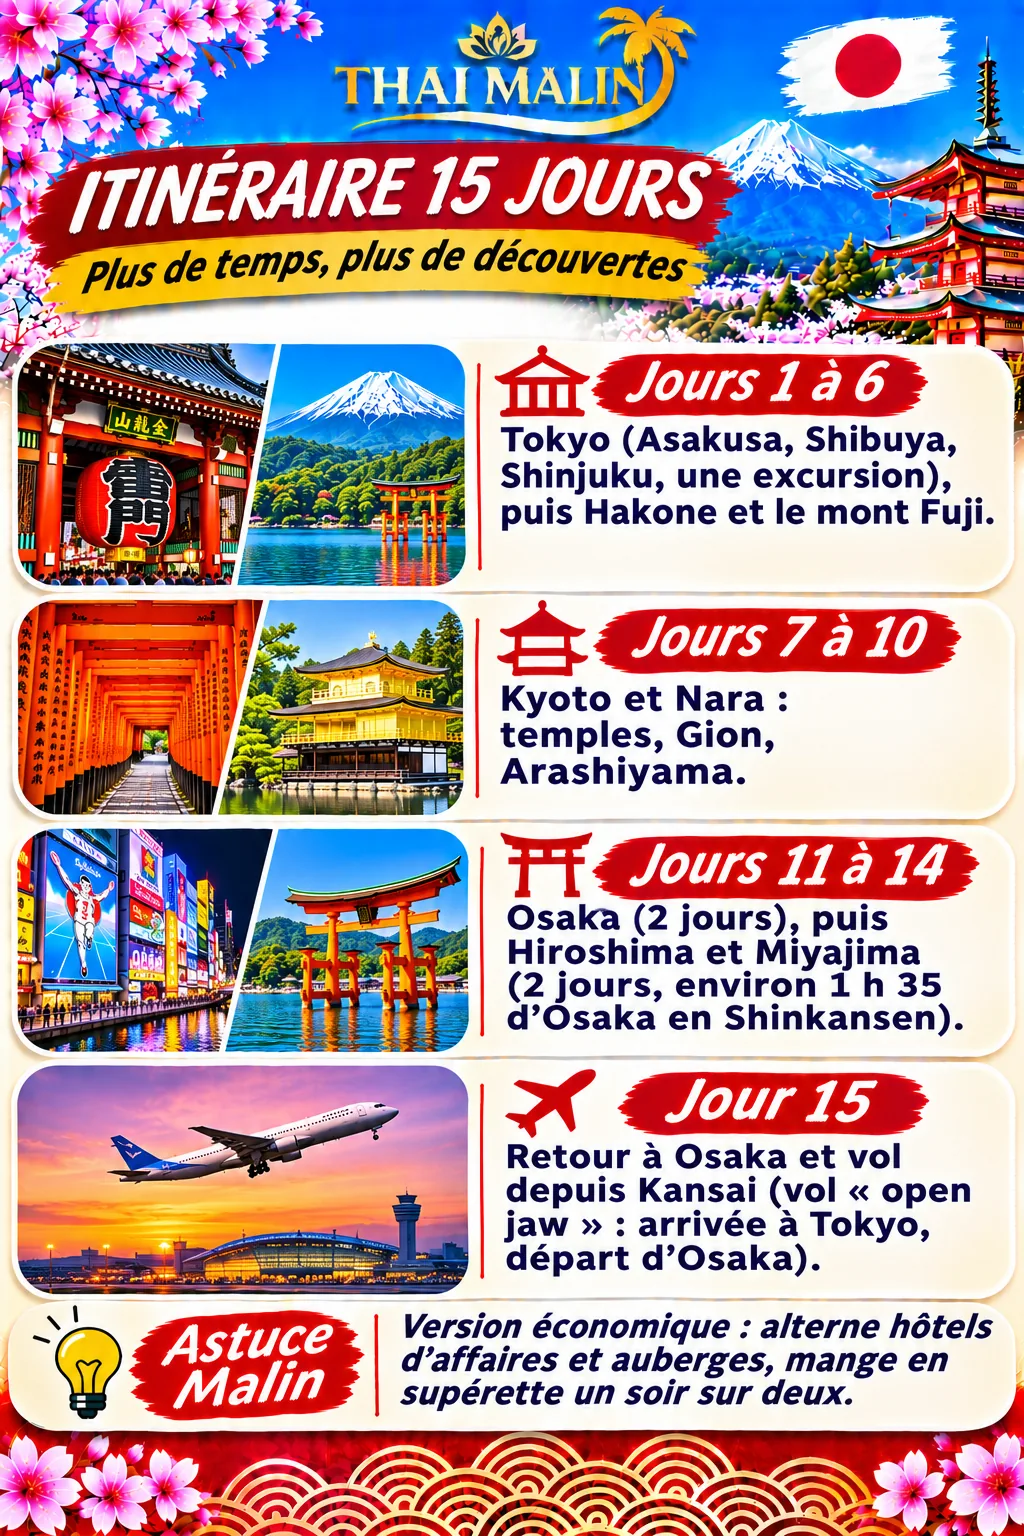 THAI MALIN
ITINÉRAIRE 15 JOURS
Plus de temps, plus de découvertes
金龍山
Jours 1 à 6
Tokyo (Asakusa, Shibuya,
Shinjuku, une excursion),
puis Hakone et le mont Fuji.
Jours 7 à 10
Kyoto et Nara :
temples, Gion,
Arashiyama.
Jours 11 à 14
Osaka (2 jours), puis
Hiroshima et Miyajima
(2 jours, environ 1 h 35
d’Osaka en Shinkansen).
Jour 15
Retour à Osaka et vol
depuis Kansai (vol « open
jaw » : arrivée à Tokyo,
départ d’Osaka).
Astuce
Malin
Version économique : alterne hôtels
d’affaires et auberges, mange en
supérette un soir sur deux.